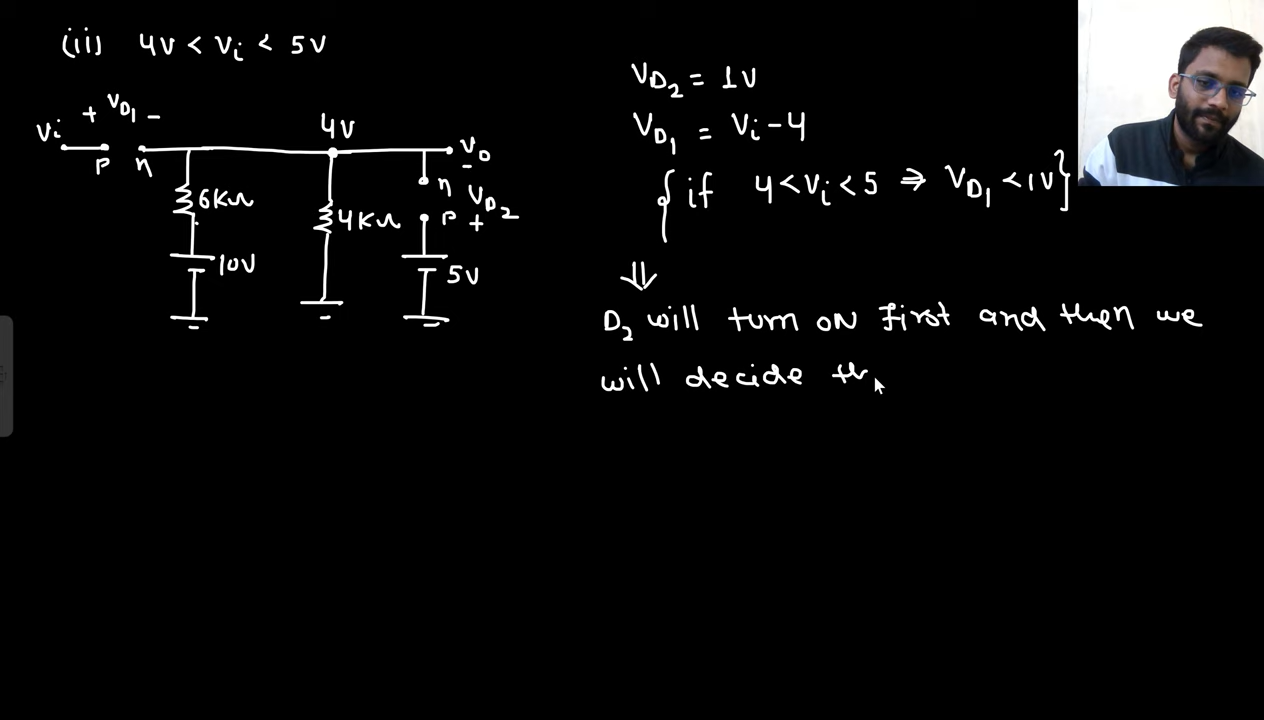 (ii) 4V < Vi < 5V
+ VD1 -
Vi
P
n
4V
Vo
6KΩ
10V
4KΩ
-
n VD2
P +
5V
VD2 = 1V
VD1 = Vi - 4
{ if 4 < Vi < 5 ⇒ VD1 < 1V }
⇓
D2 will turn ON first and then we
will decide th